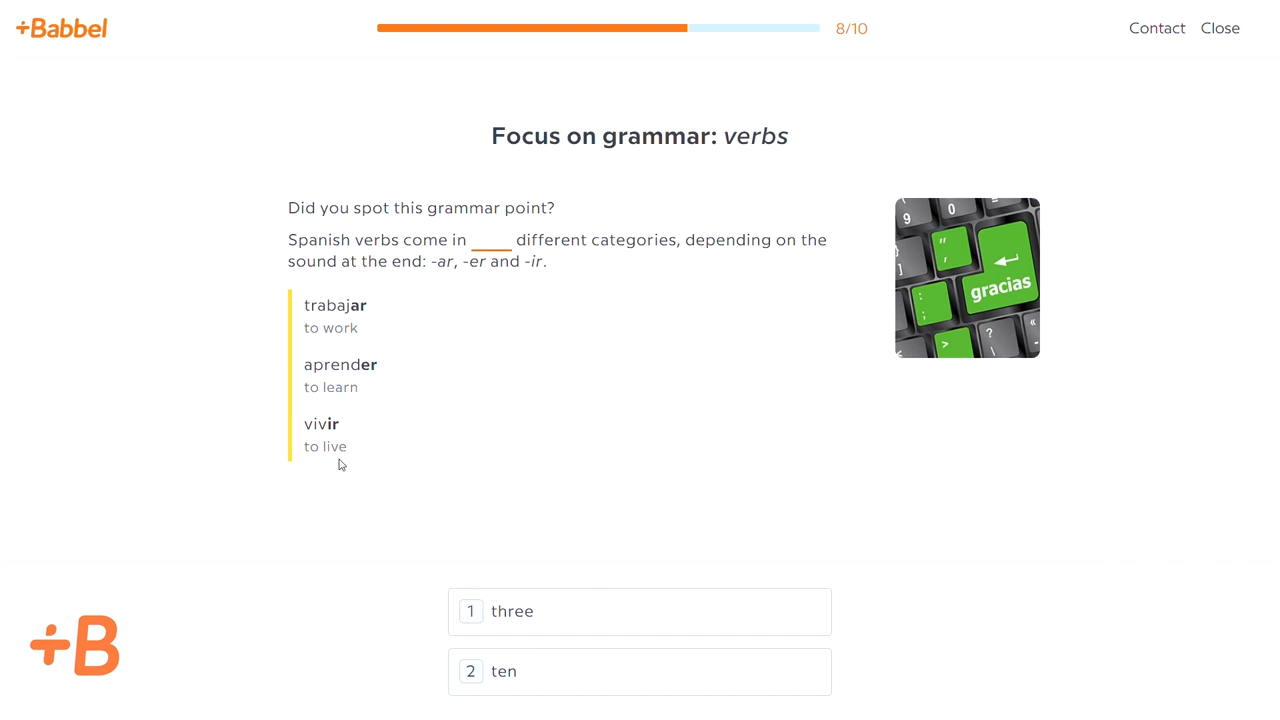 +Babbel
8/10
Contact
Close
Focus on grammar: verbs
Did you spot this grammar point?
Spanish verbs come in ____ different categories, depending on the
sound at the end: -ar, -er and -ir.
trabajar
to work
aprender
to learn
vivir
to live
9
0
=
"
,
}
]
gracias
:
;
>
?
«
+B
1 three
2 ten